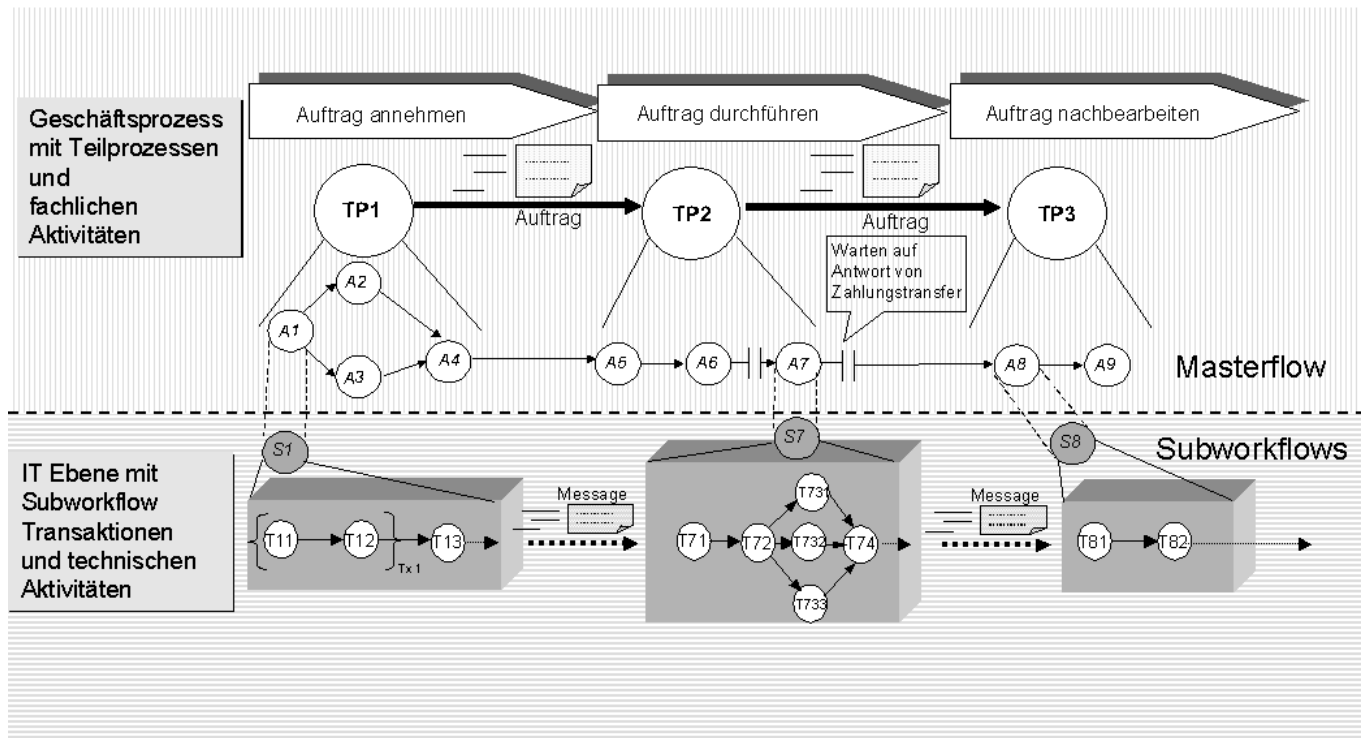 Auftrag annehmen
Auftrag durchführen
Auftrag nachbearbeiten
Geschäftsprozess
mit Teilprozessen
und
fachlichen
Aktivitäten
TP1
Auftrag
TP2
Auftrag
TP3
Warten auf
Antwort von
Zahlungstransfer
A1
A2
A3
A4
A5
A6
A7
A8
A9
Masterflow
Subworkflows
IT Ebene mit
Subworkflow
Transaktionen
und technischen
Aktivitäten
S1
T11
T12
Tx 1
T13
Message
S7
T71
T72
T731
T732
T733
T74
Message
S8
T81
T82